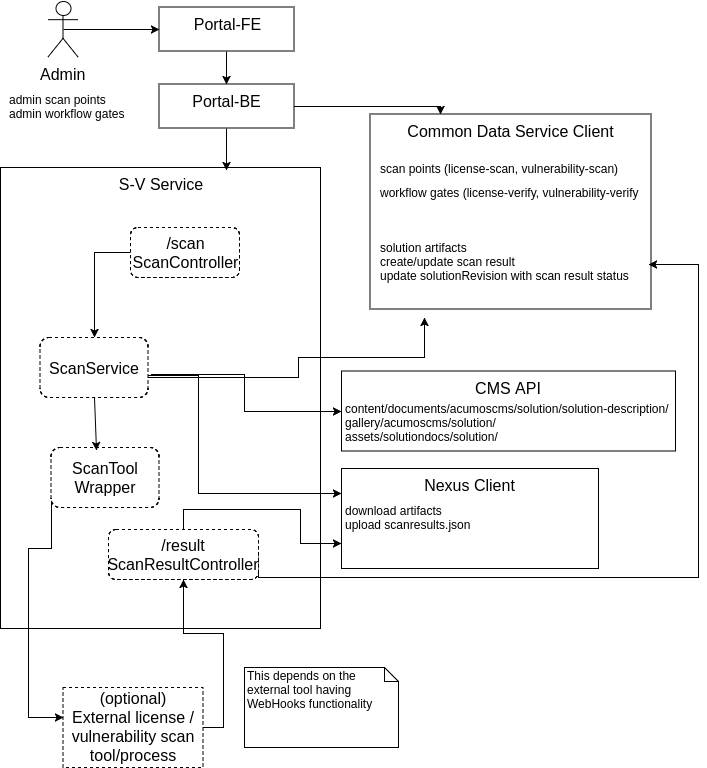 Portal-FE
Admin
admin scan points
admin workflow gates
Portal-BE
Common Data Service Client
scan points (license-scan, vulnerability-scan)
workflow gates (license-verify, vulnerability-verify
solution artifacts
create/update scan result
update solutionRevision with scan result status
S-V Service
/scan
ScanController
ScanService
ScanTool
Wrapper
CMS API
content/documents/acumoscms/solution/solution-description/
gallery/acumoscms/solution/
assets/solutiondocs/solution/
Nexus Client
download artifacts
upload scanresults.json
/result
ScanResultController
(optional)
External license /
vulnerability scan
tool/process
This depends on the
external tool having
WebHooks functionality